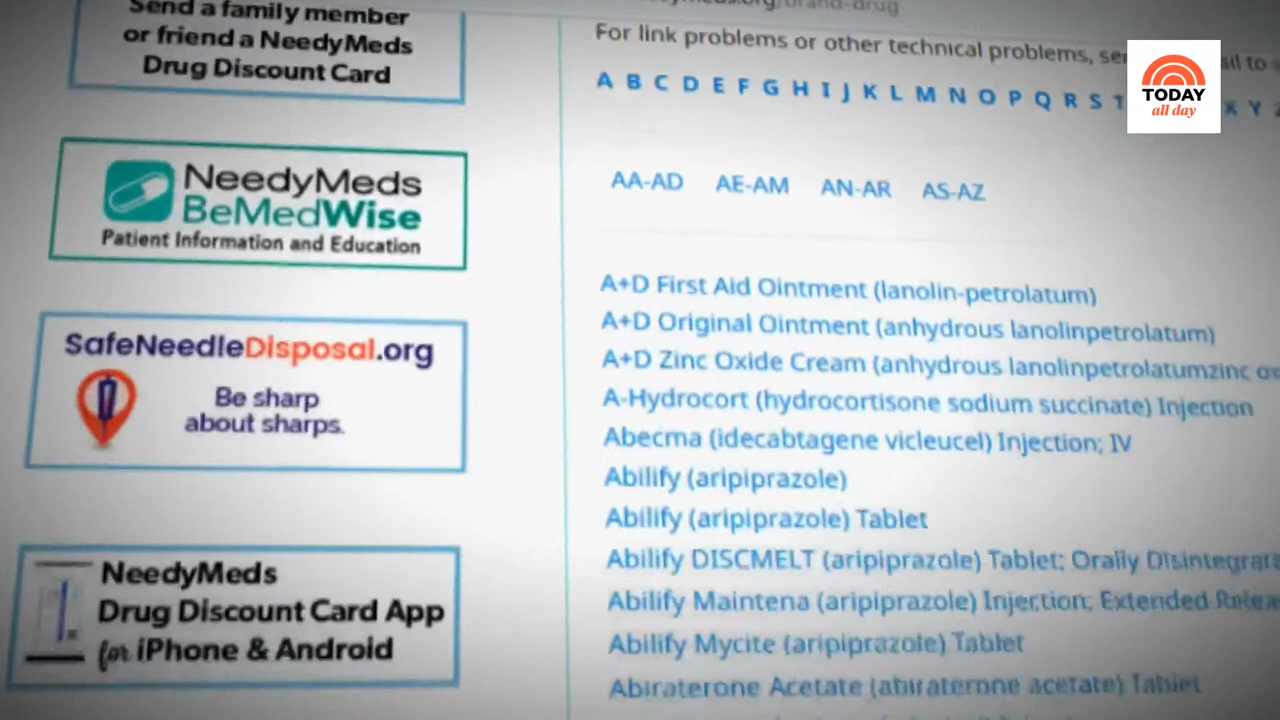 Send a family member
or friend a NeedyMeds
Drug Discount Card
NeedyMeds
BeMedWise
Patient Information and Education
SafeNeedleDisposal.org
Be sharp
about sharps.
NeedyMeds
Drug Discount Card App
for iPhone & Android
For link problems or other technical problems,
A B C D E F G H I J K L M N O P Q R S T X Y
AA-AD AE-AM AN-AR AS-AZ
A+D First Aid Ointment (lanolin-petrolatum)
A+D Original Ointment (anhydrous lanolinpetrolatum)
A+D Zinc Oxide Cream (anhydrous lanolinpetrolatumzinc
A-Hydrocort (hydrocortisone sodium succinate) Injection
Abecma (idecabtagene vicleucel) Injection; IV
Abilify (aripiprazole)
Abilify (aripiprazole) Tablet
Abilify DISCMELT (aripiprazole) Tablet; Orally
Abilify Maintena (aripiprazole) Injection; Extended
Abilify Mycite (aripiprazole) Tablet
Abiraterone Acetate (abiraterone acetate) Tablet
TODAY
all day